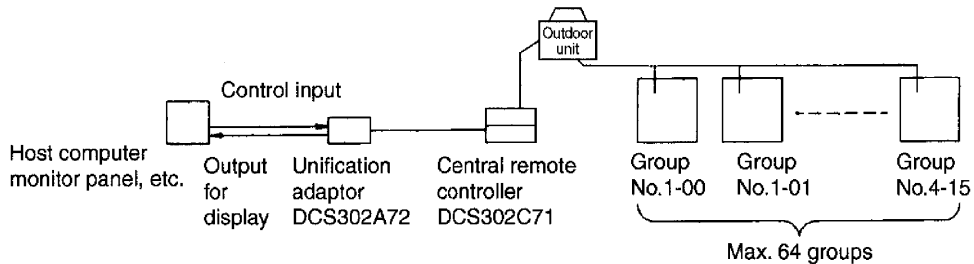 Outdoor
unit
Control input
Host computer
monitor panel, etc.
Output
for
display
Unification
adaptor
DCS302A72
Central remote
controller
DCS302C71
Group
No.1-00
Group
No.1-01
Group
No.4-15
Max. 64 groups